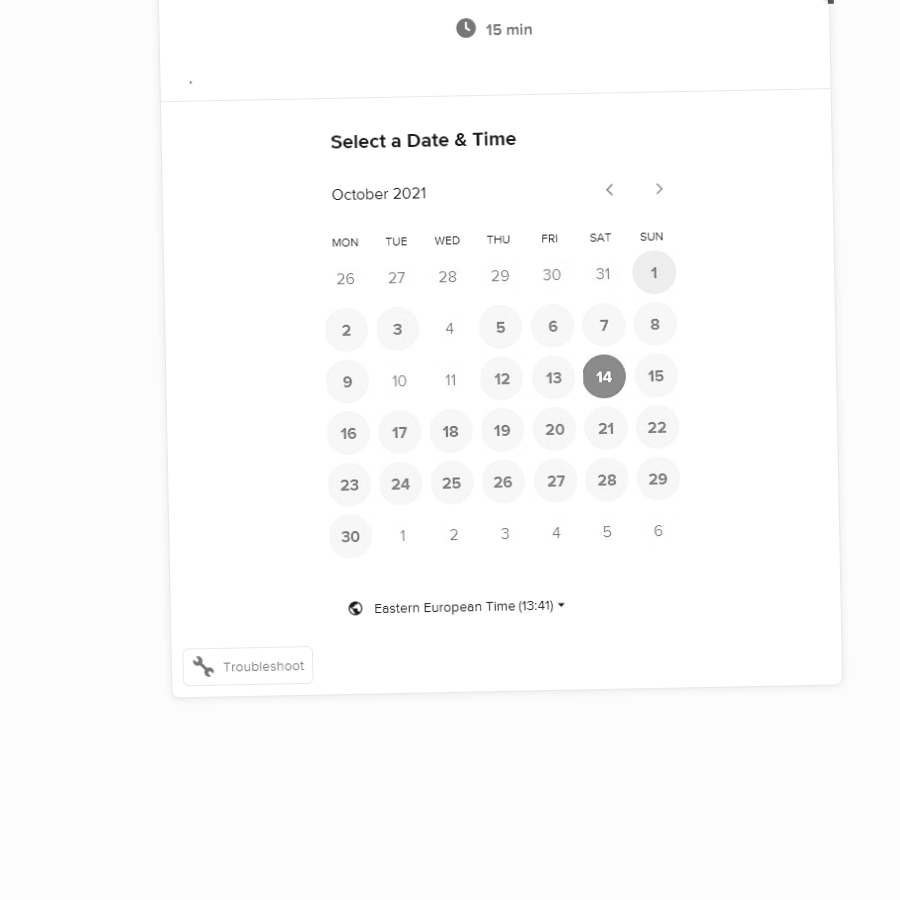 15 min
.
Select a Date & Time
October 2021
MON TUE WED THU FRI SAT SUN
26 27 28 29 30 31 1
2 3 4 5 6 7 8
9 10 11 12 13 14 15
16 17 18 19 20 21 22
23 24 25 26 27 28 29
30 1 2 3 4 5 6
Eastern European Time (13:41)
Troubleshoot